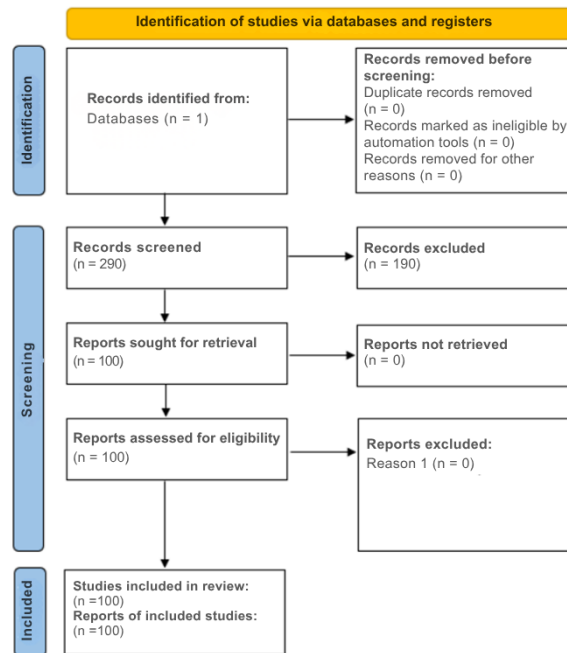 Identification of studies via databases and registers
Identification
Records identified from:
Databases (n = 1)
Records removed before
screening:
Duplicate records removed
(n = 0)
Records marked as ineligible by
automation tools (n = 0)
Records removed for other
reasons (n = 0)
Screening
Records screened
(n = 290)
Records excluded
(n = 190)
Reports sought for retrieval
(n = 100)
Reports not retrieved
(n = 0)
Reports assessed for eligibility
(n = 100)
Reports excluded:
Reason 1 (n = 0)
Included
Studies included in review:
(n =100)
Reports of included studies:
(n =100)